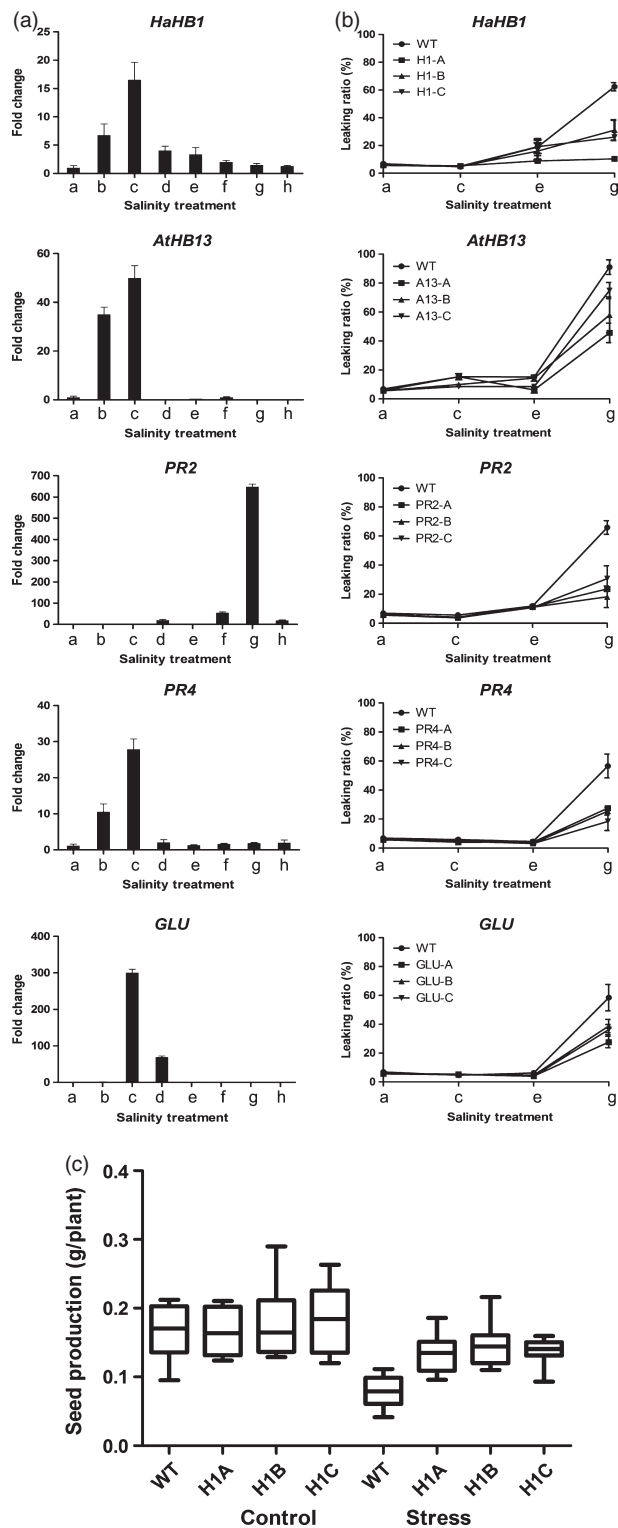 (a)
HaHB1
Fold change
25
20
15
10
5
0
a b c d e f g h
Salinity treatment
AtHB13
Fold change
60
40
20
0
a b c d e f g h
Salinity treatment
PR2
Fold change
700
600
500
400
300
200
100
0
a b c d e f g h
Salinity treatment
PR4
Fold change
30
20
10
0
a b c d e f g h
Salinity treatment
GLU
Fold change
400
300
200
100
0
a b c d e f g h
Salinity treatment
(b)
HaHB1
Leaking ratio (%)
100
80
60
40
20
0
WT
H1-A
H1-B
H1-C
a c e g
Salinity treatment
AtHB13
Leaking ratio (%)
100
80
60
40
20
0
WT
A13-A
A13-B
A13-C
a c e g
Salinity treatment
PR2
Leaking ratio (%)
100
80
60
40
20
0
WT
PR2-A
PR2-B
PR2-C
a c e g
Salinity treatment
PR4
Leaking ratio (%)
100
80
60
40
20
0
WT
PR4-A
PR4-B
PR4-C
a c e g
Salinity treatment
GLU
Leaking ratio (%)
100
80
60
40
20
0
WT
GLU-A
GLU-B
GLU-C
a c e g
Salinity treatment
(c)
Seed production (g/plant)
0.4
0.3
0.2
0.1
0.0
WT H1A H1B H1C WT H1A H1B H1C
Control Stress